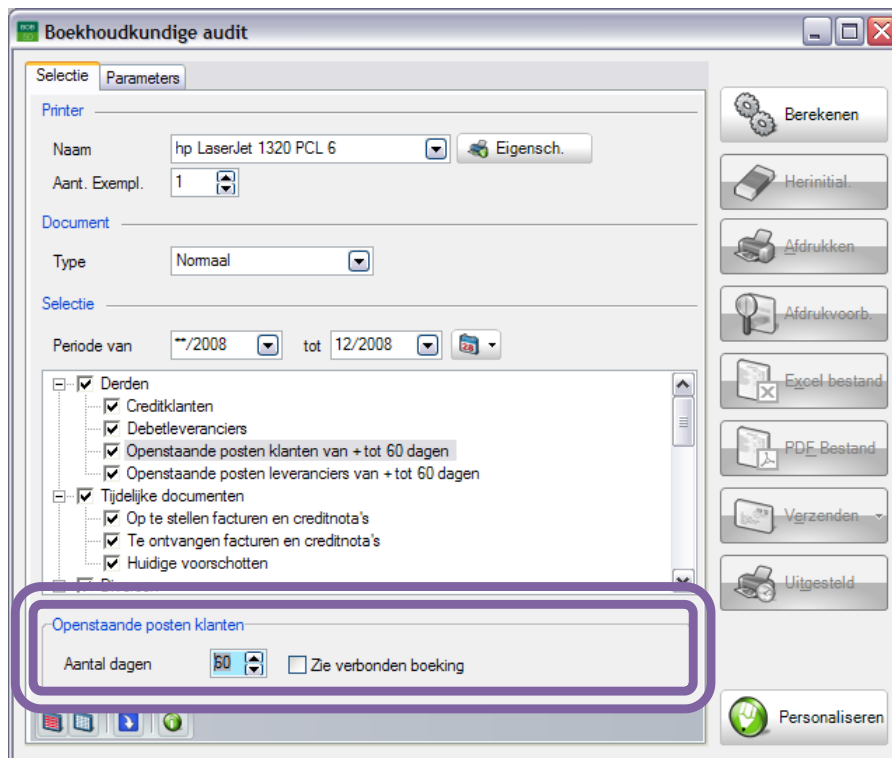 Boekhoudkundige audit
Selectie
Parameters
Printer
Naam
hp LaserJet 1320 PCL 6
Eigensch.
Aant. Exempl.
1
Document
Type
Normaal
Selectie
Periode van
**/2008
tot
12/2008
Derden
Creditklanten
Debetleveranciers
Openstaande posten klanten van + tot 60 dagen
Openstaande posten leveranciers van + tot 60 dagen
Tijdelijke documenten
Op te stellen facturen en creditnota's
Te ontvangen facturen en creditnota's
Huidige voorschotten
Openstaande posten klanten
Aantal dagen
60
Zie verbonden boeking
Berekenen
Herinitial.
Afdrukken
Afdrukvoorb.
Excel bestand
PDF Bestand
Verzenden
Uitgesteld
Personaliseren